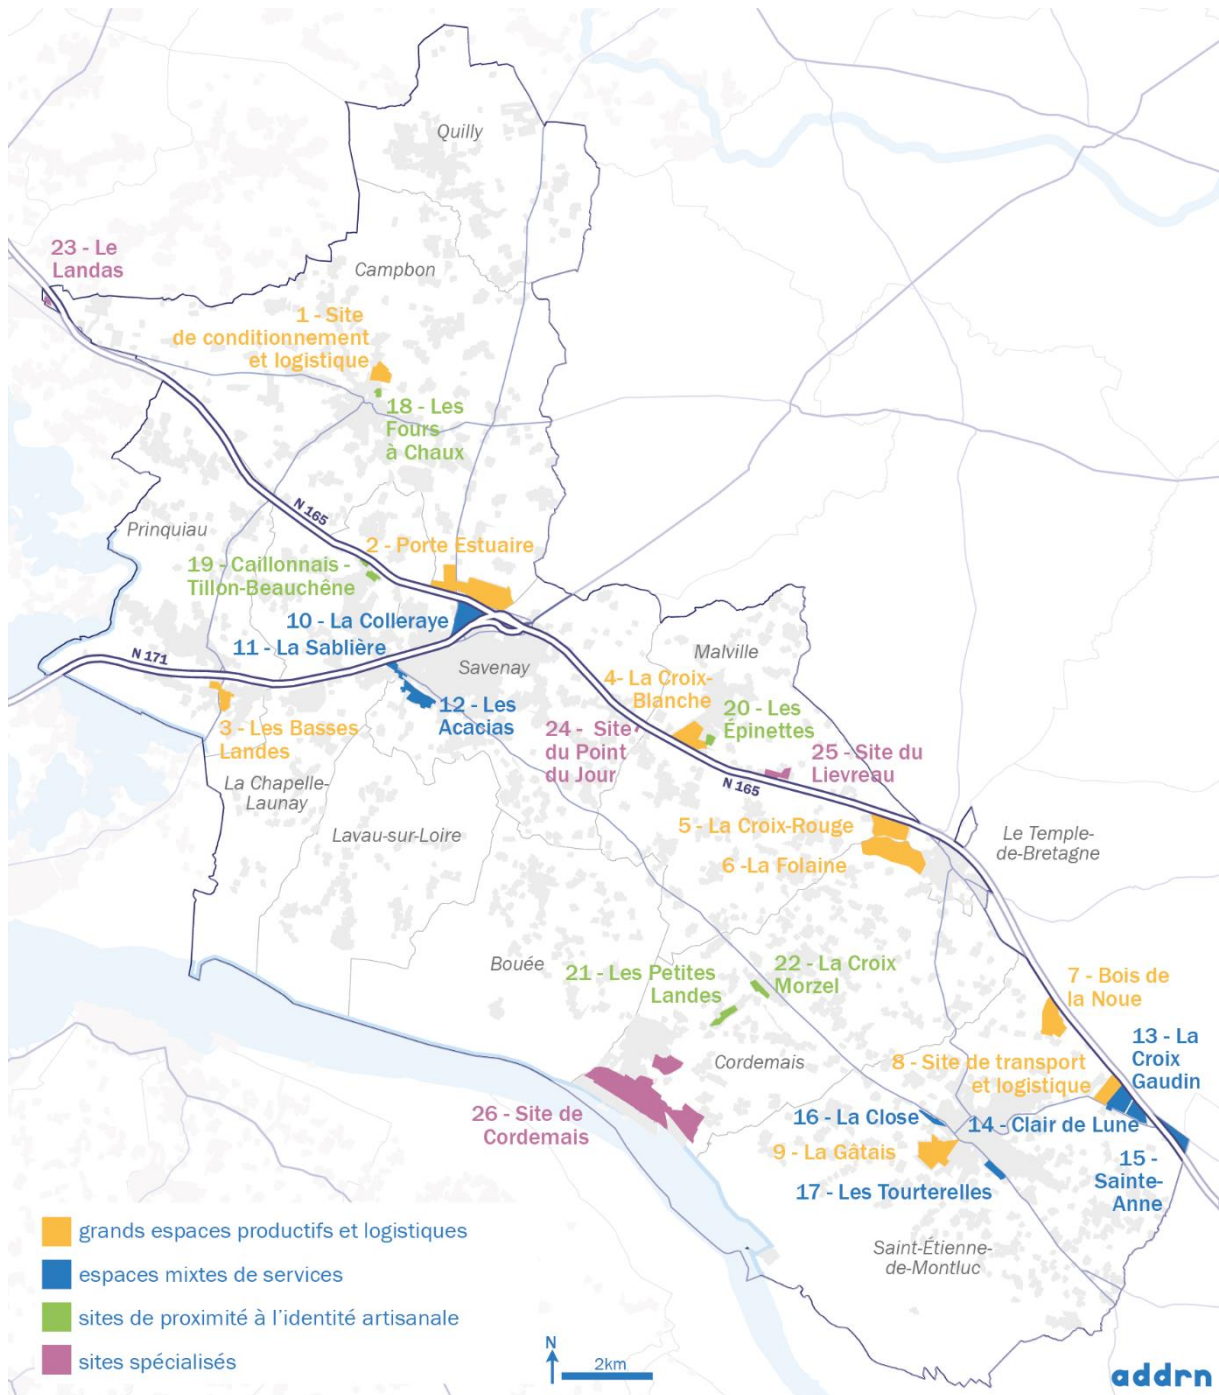 Quilly
23 - Le
Landas
Campbon
1 - Site
de conditionnement
et logistique
18 - Les
Fours
à Chaux
N 165
Prinquiau
2 - Porte Estuaire
19 - Caillonnais -
Tillon-Beauchêne
10 - La Colleraye
11 - La Sablière
N 171
Savenay
Malville
4- La Croix-
Blanche
12 - Les
Acacias
20 - Les
Épinettes
3 - Les Basses
Landes
24 - Site
du Point
du Jour
25 - Site du
Lievreau
N 165
La Chapelle-
Launay
Lavau-sur-Loire
5 - La Croix-Rouge
6 -La Folaine
Le Temple-
de-Bretagne
Bouée
21 - Les Petites
Landes
22 - La Croix
Morzel
7 - Bois de
la Noue
13 - La
Croix
Gaudin
Cordemais
8 - Site de transport
et logistique
26 - Site de
Cordemais
16 - La Close
14 - Clair de Lune
9 - La Gâtais
15 -
Sainte-
Anne
17 - Les Tourterelles
Saint-Étienne-
de-Montluc
grands espaces productifs et logistiques
espaces mixtes de services
sites de proximité à l'identité artisanale
sites spécialisés
N
2km
addrn